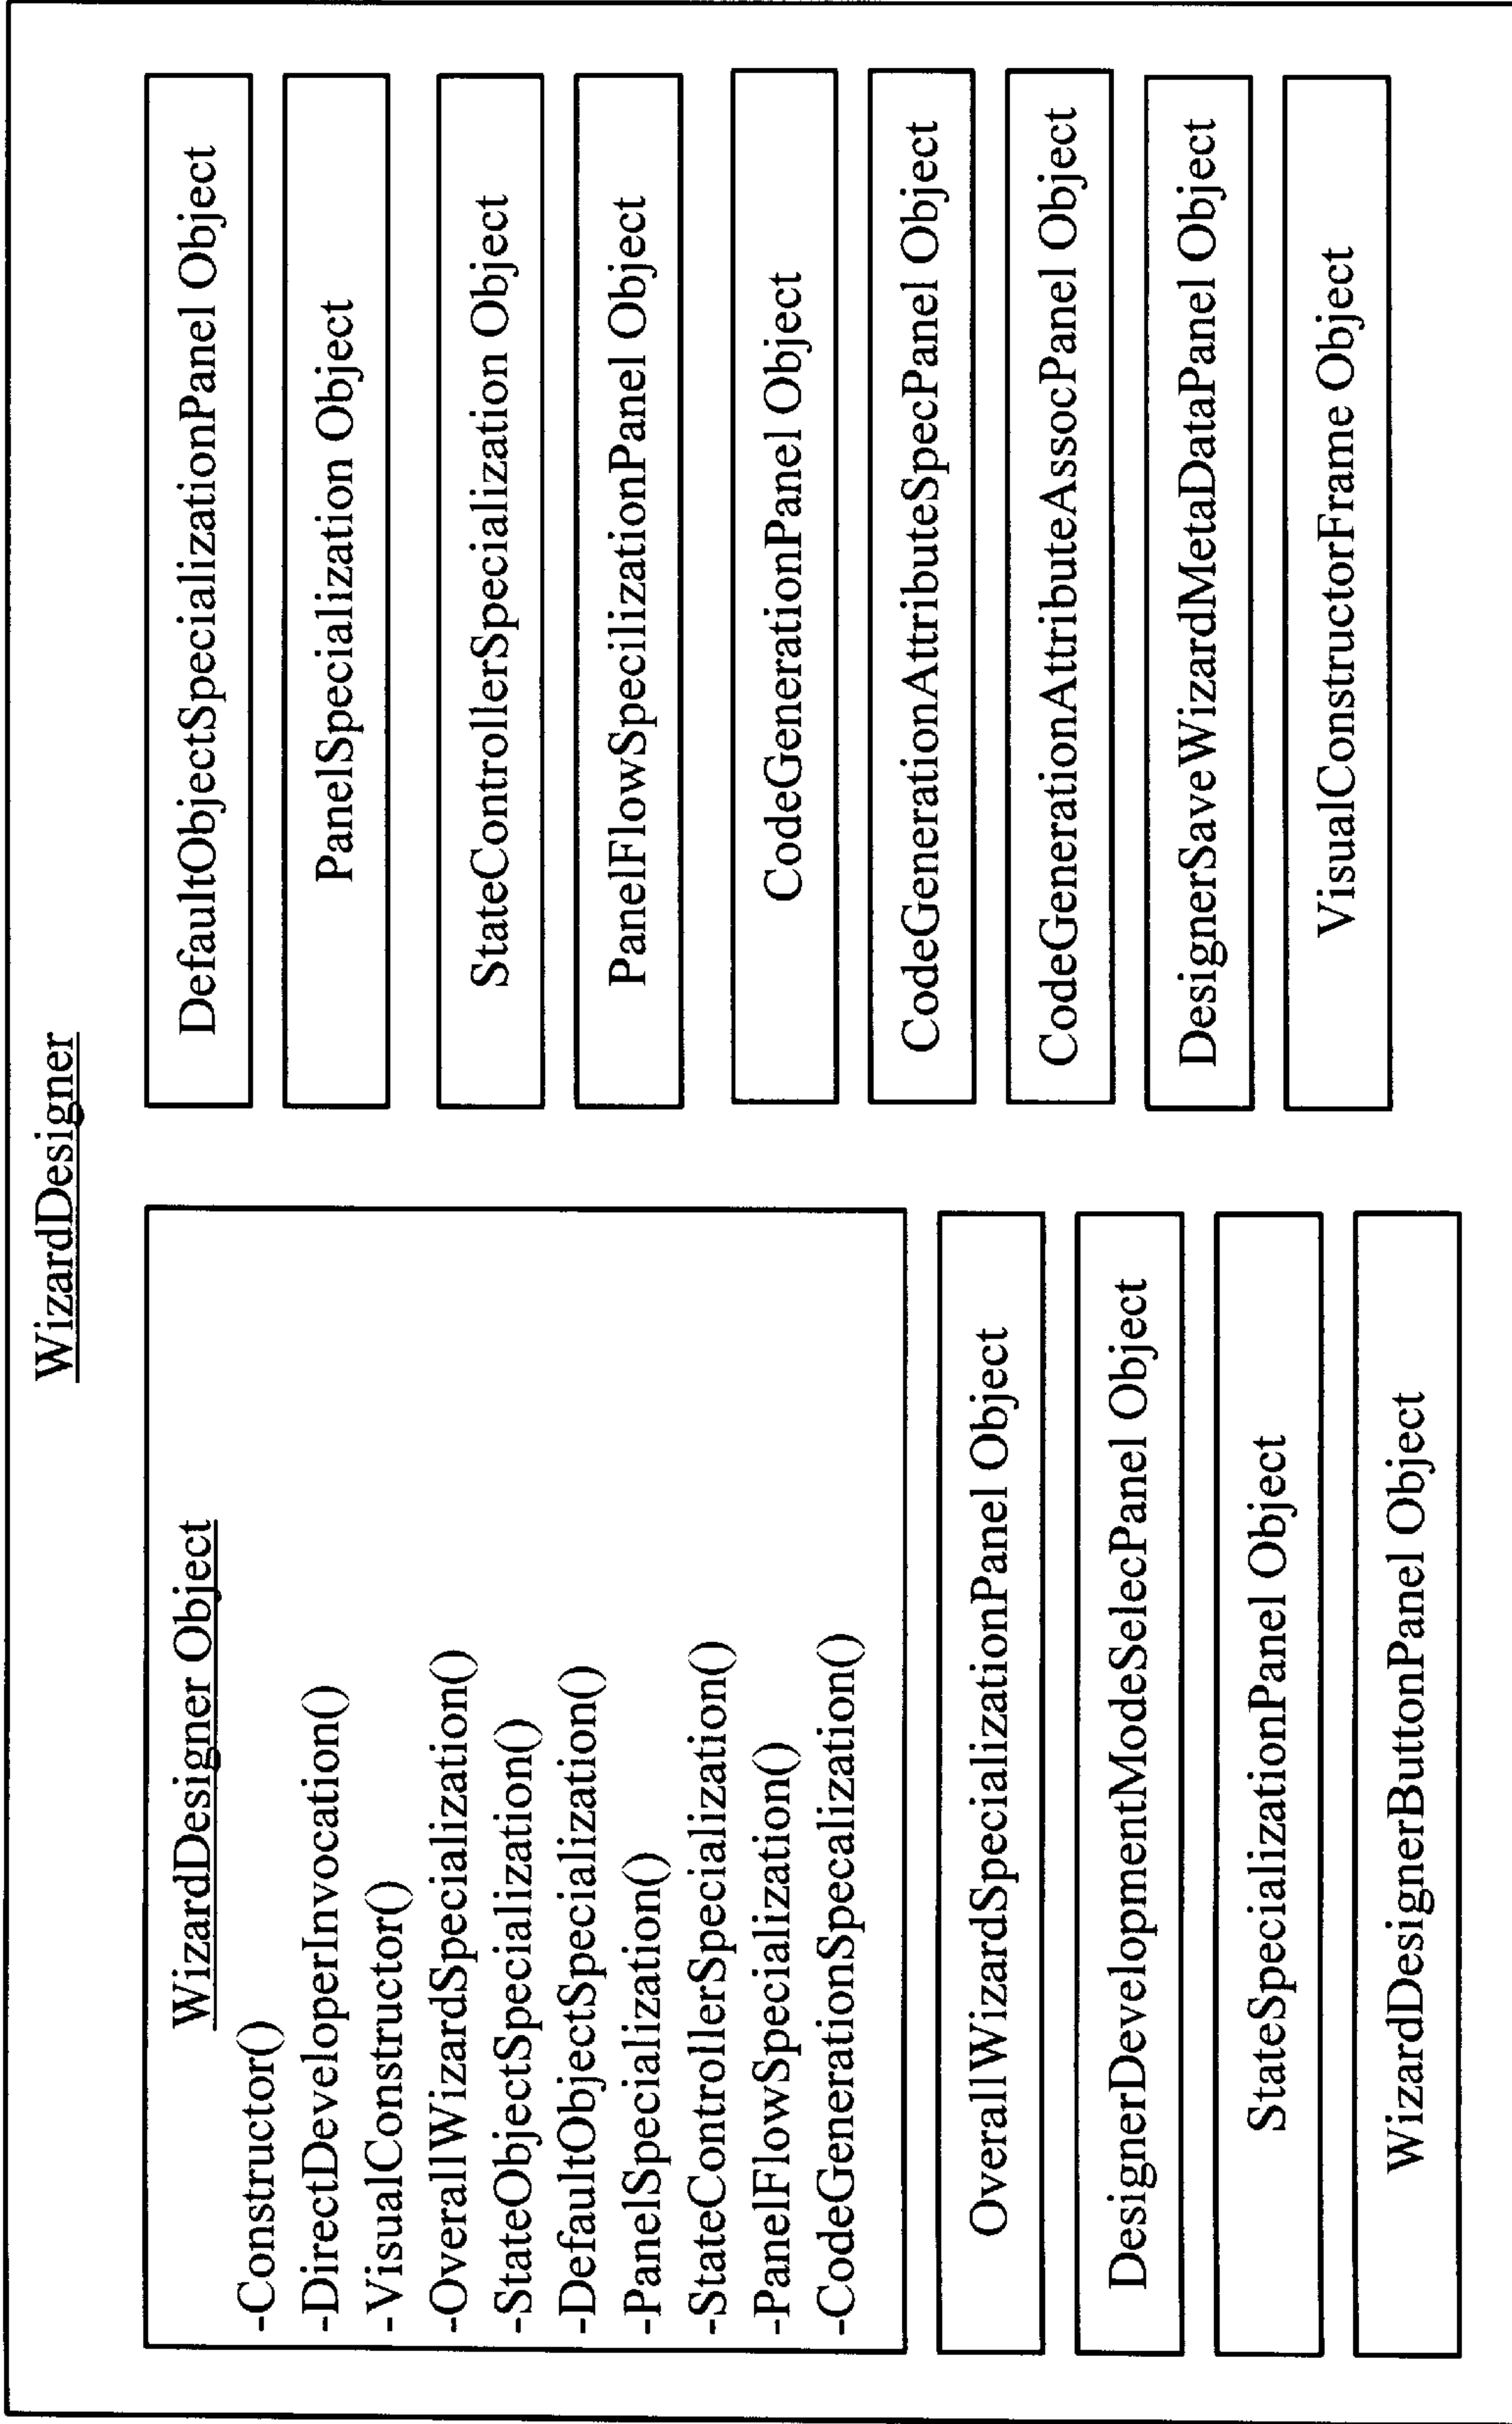 WizardDesigner
WizardDesigner Object
-Constructor()
-DirectDeveloperInvocation()
-VisualConstructor()
-OverallWizardSpecialization()
-StateObjectSpecialization()
-DefaultObjectSpecialization()
-PanelSpecialization()
-StateControllerSpecialization()
-PanelFlowSpecialization()
-CodeGenerationSpecalization()
OverallWizardSpecializationPanel Object
DesignerDevelopmentModeSelecPanel Object
StateSpecializationPanel Object
WizardDesignerButtonPanel Object
DefaultObjectSpecializationPanel Object
PanelSpecialization Object
StateControllerSpecialization Object
PanelFlowSpecilizationPanel Object
CodeGenerationPanel Object
CodeGenerationAttributeSpecPanel Object
CodeGenerationAttributeAssocPanel Object
DesignerSaveWizardMetaDataPanel Object
VisualConstructorFrame Object